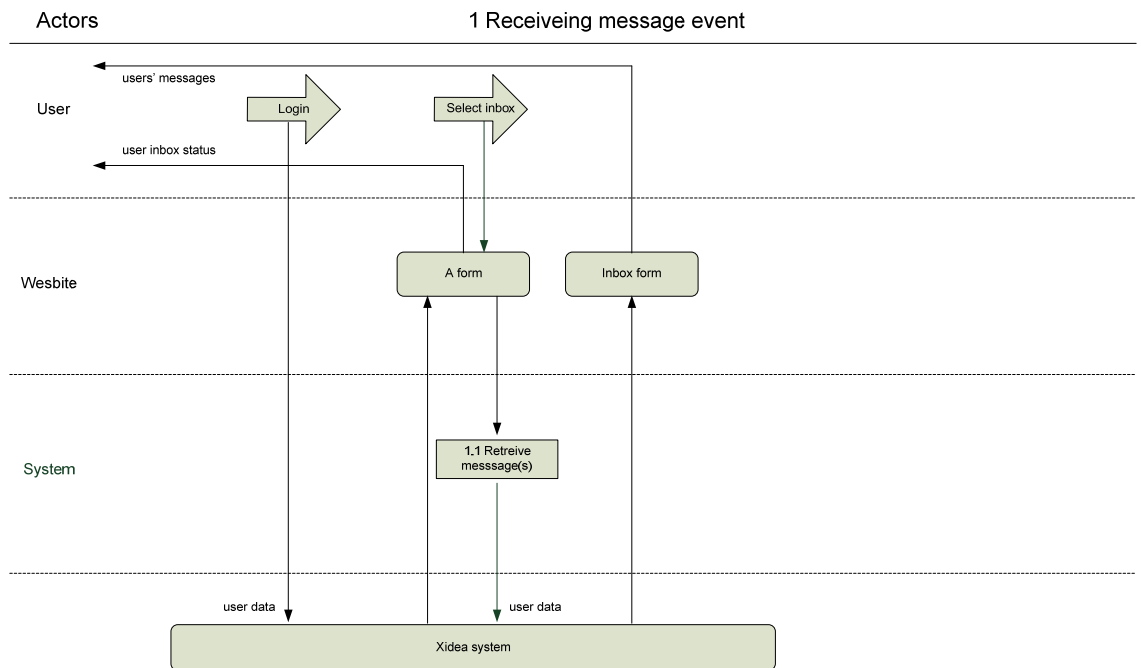 Actors
1 Receiveing message event
users' messages
User
Login
Select inbox
user inbox status
Wesbite
A form
Inbox form
System
1.1 Retreive
messsage(s)
user data
user data
Xidea system